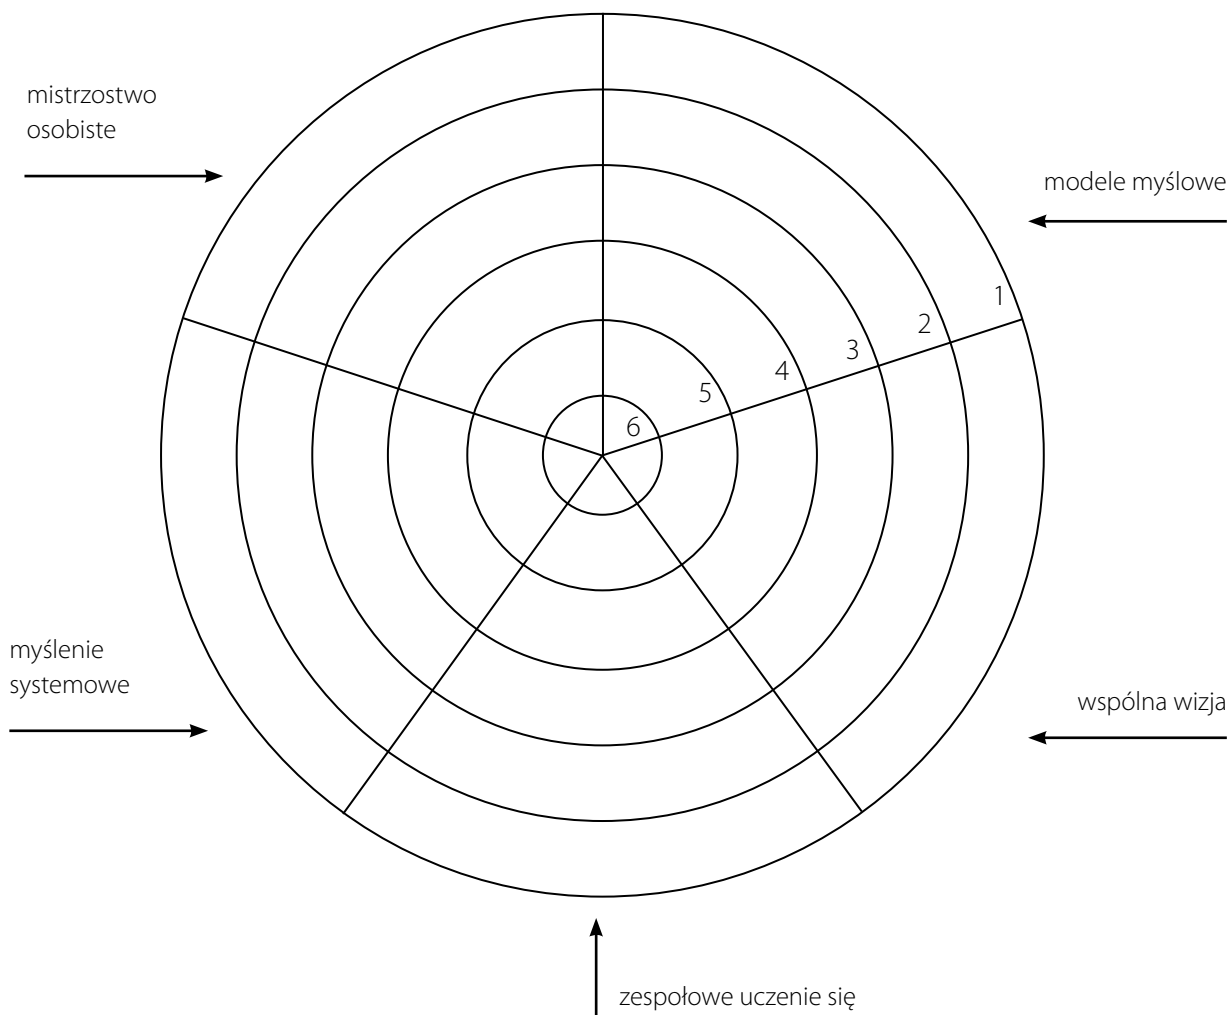 mistrzostwo
osobiste
modele myślowe
1
2
3
4
5
6
myślenie
systemowe
wspólna wizja
zespołowe uczenie się